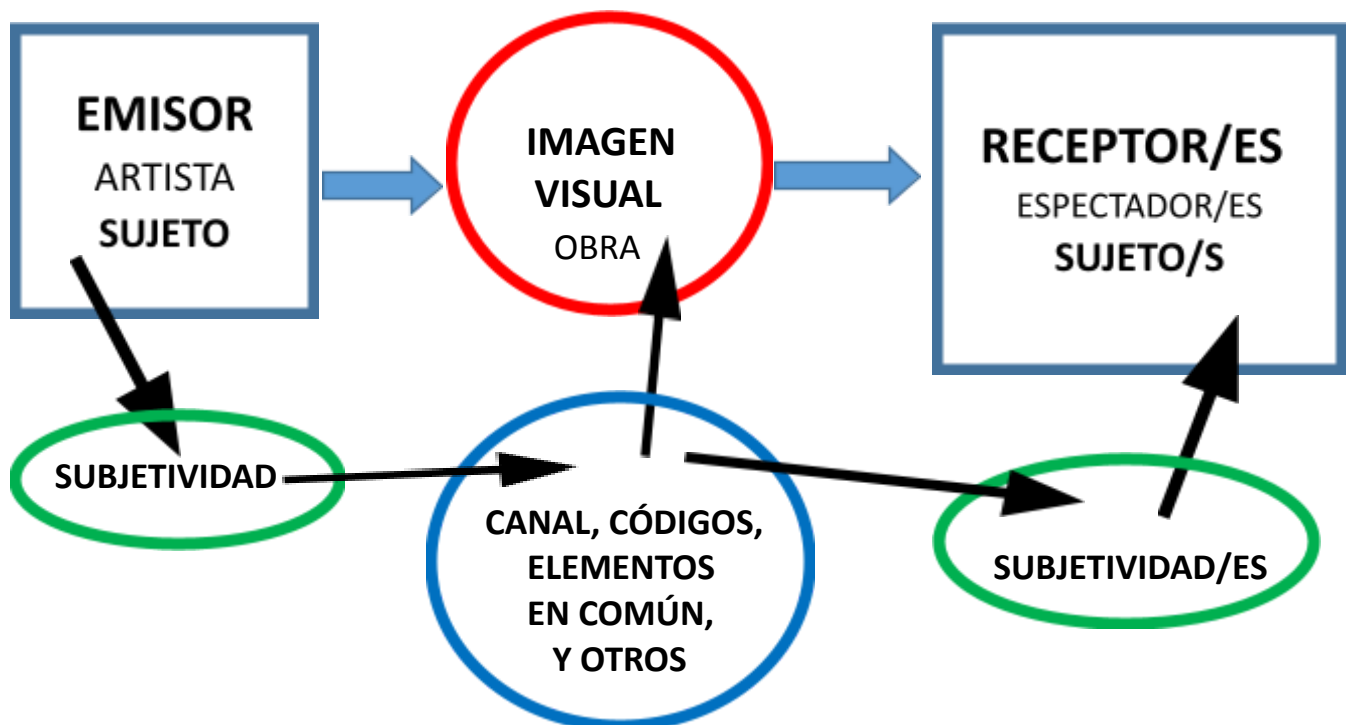 EMISOR
ARTISTA
SUJETO
IMAGEN
VISUAL
OBRA
RECEPTOR/ES
ESPECTADOR/ES
SUJETO/S
SUBJETIVIDAD
CANAL, CÓDIGOS,
ELEMENTOS
EN COMÚN,
Y OTROS
SUBJETIVIDAD/ES